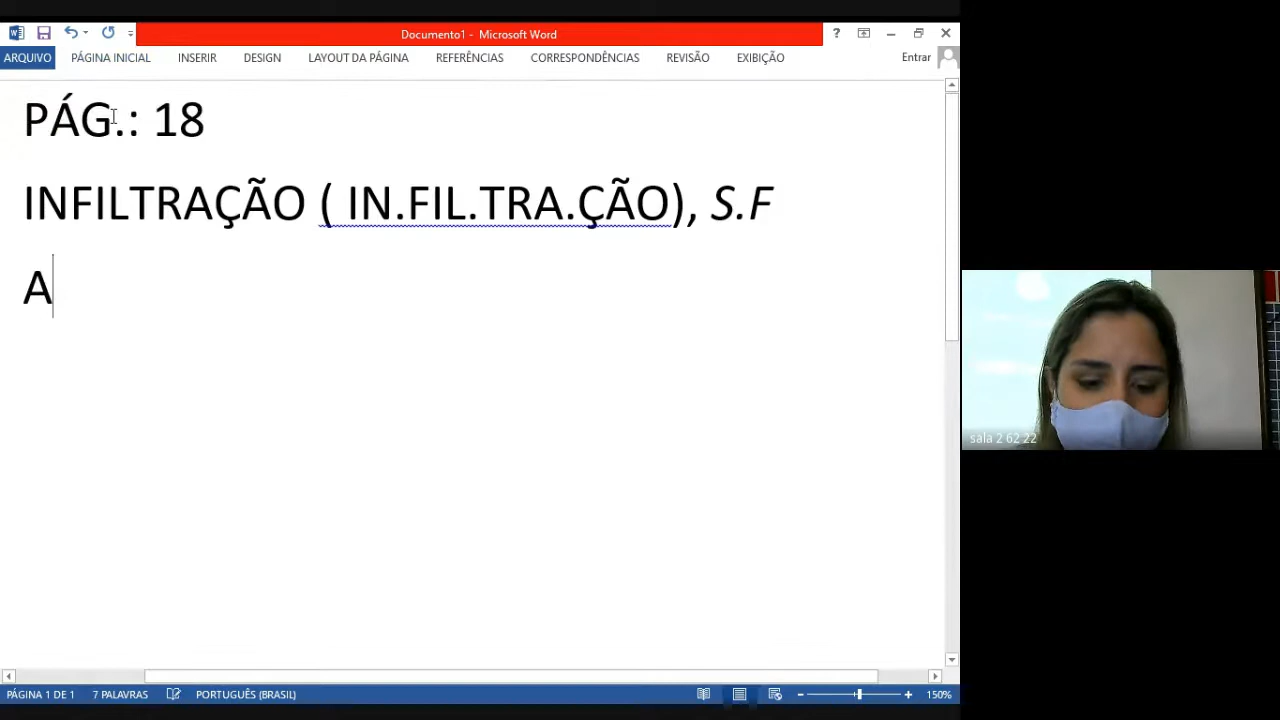 Documento1 - Microsoft Word
?
ARQUIVO PÁGINA INICIAL INSERIR DESIGN LAYOUT DA PÁGINA REFERÊNCIAS CORRESPONDÊNCIAS REVISÃO EXIBIÇÃO Entrar
PÁG.: 18
INFILTRAÇÃO ( IN.FIL.TRA.ÇÃO), S.F
A
sala 2 62 22
PÁGINA 1 DE 1 7 PALAVRAS PORTUGUÊS (BRASIL) 150%